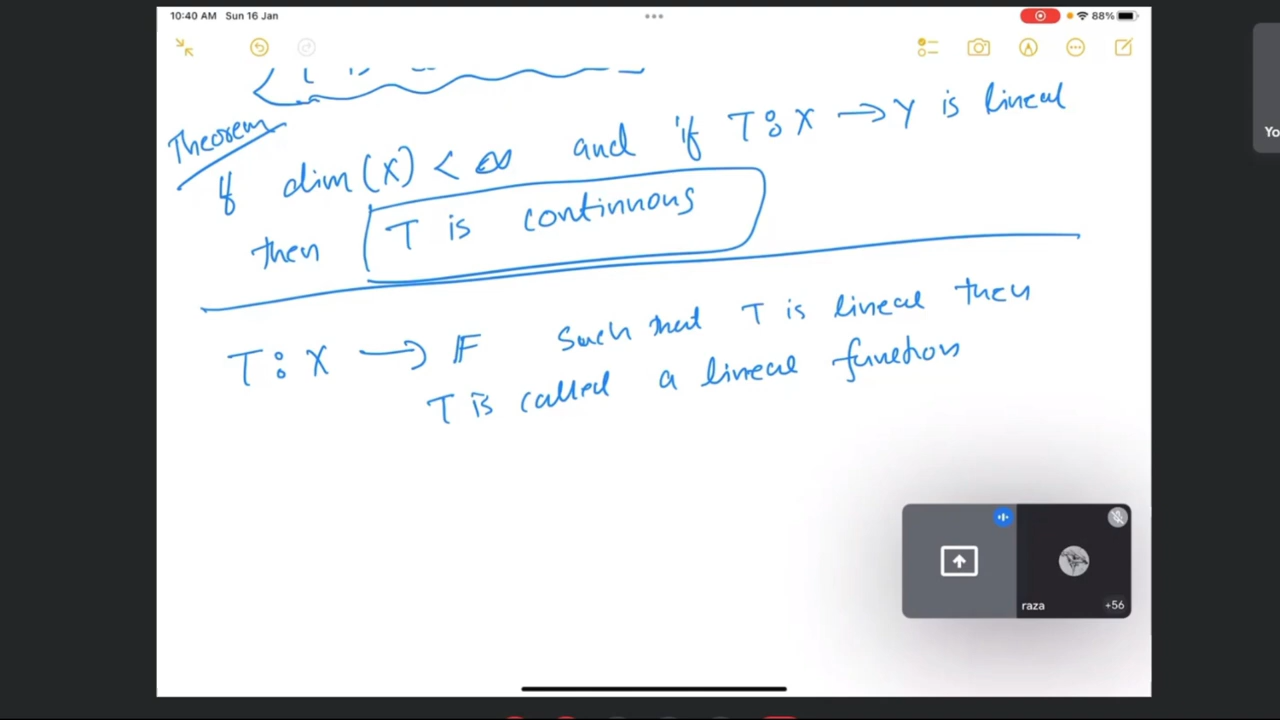 10:40 AM Sun 16 Jan
88%
Theorem
If dim(X) < ∞ and if T: X → Y is linear
then T is continuous
T: X → 𝔽 Such that T is linear then
T is called a linear function
raza
+56
Yo